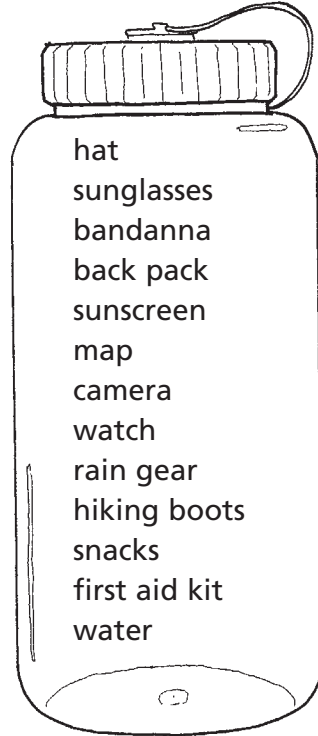 hat
sunglasses
bandanna
back pack
sunscreen
map
camera
watch
rain gear
hiking boots
snacks
first aid kit
water